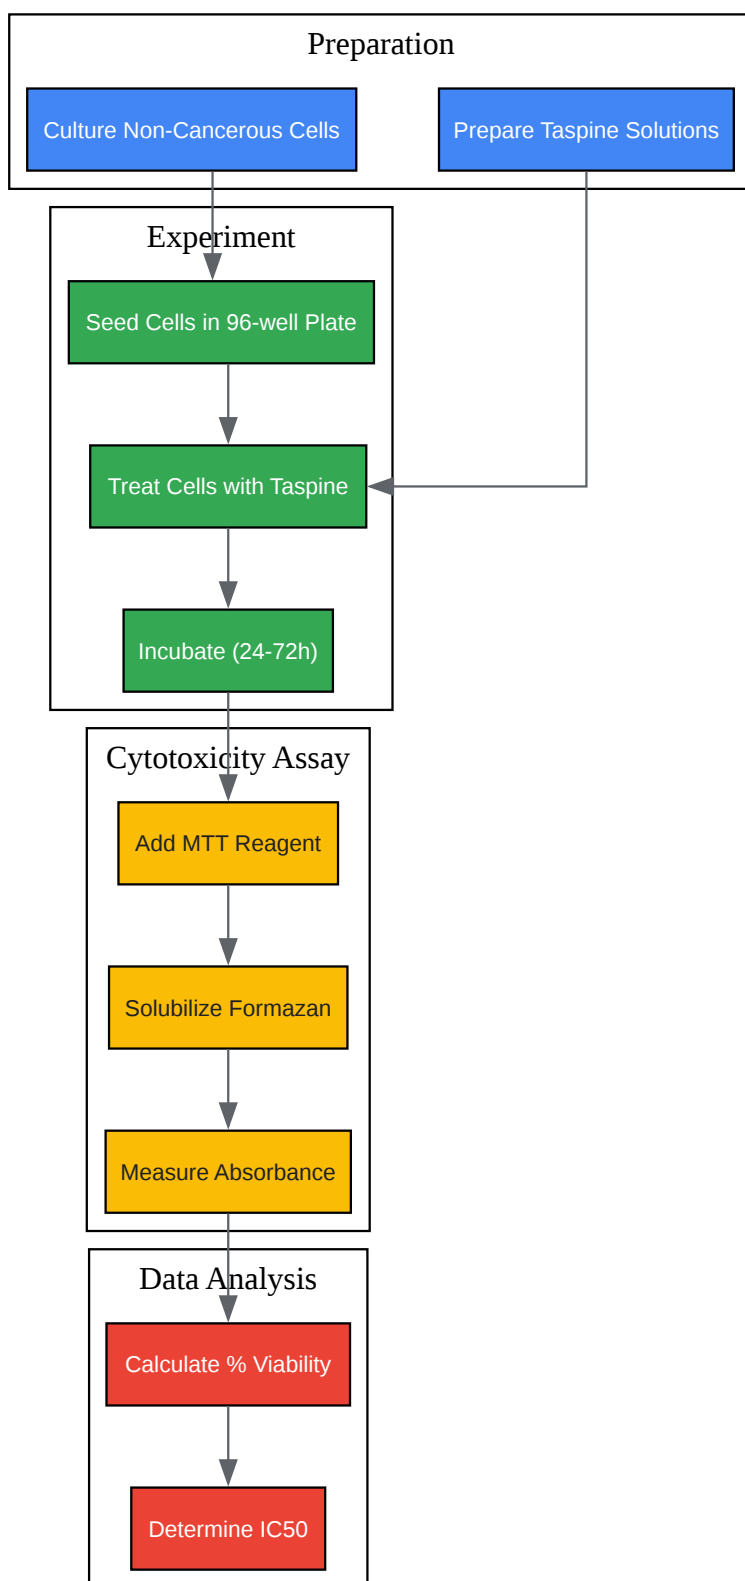 Preparation
Culture Non-Cancerous Cells
Prepare Taspine Solutions
Experiment
Seed Cells in 96-well Plate
Treat Cells with Taspine
Incubate (24-72h)
Cytotoxicity Assay
Add MTT Reagent
Solubilize Formazan
Measure Absorbance
Data Analysis
Calculate % Viability
Determine IC50